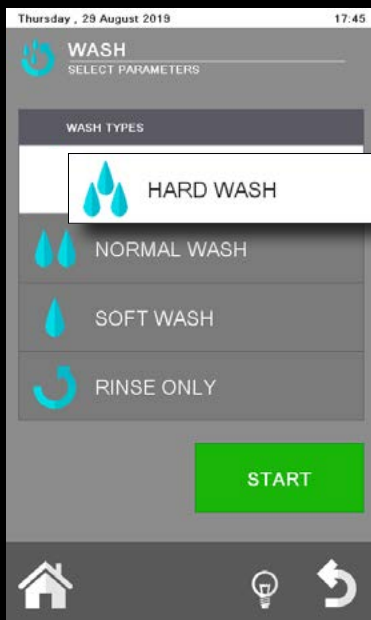 Thursday , 29 August 2019 17:45
WASH
SELECT PARAMETERS
WASH TYPES
HARD WASH
NORMAL WASH
SOFT WASH
RINSE ONLY
START